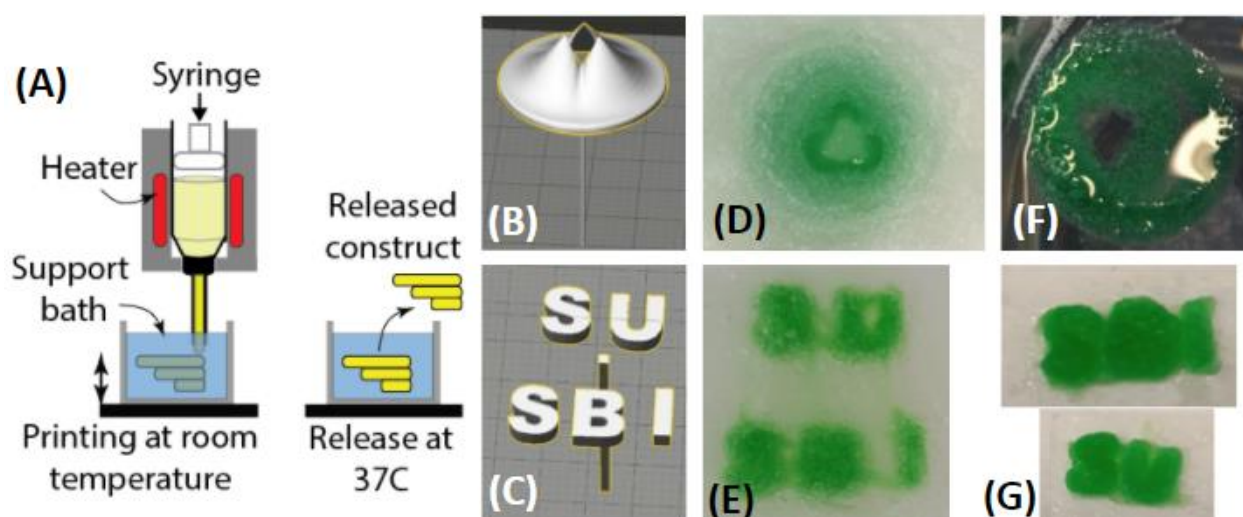 (A)
Syringe
Heater
Support
bath
Printing at room
temperature
Released
construct
Release at
37C
(B)
(C)
S U
S B I
(D)
(E)
S U
S B I
(F)
(G)